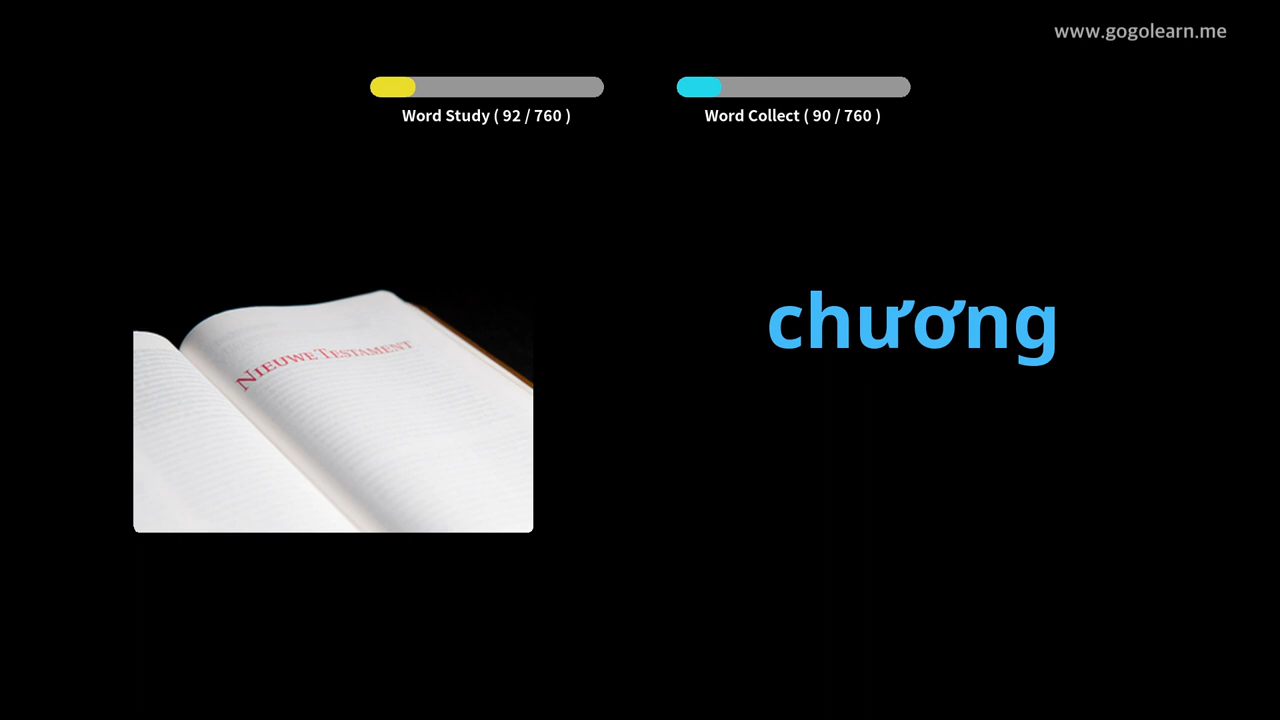 www.gogolearn.me
Word Study ( 92 / 760 )
Word Collect ( 90 / 760 )
NIEUWE TESTAMENT
chương